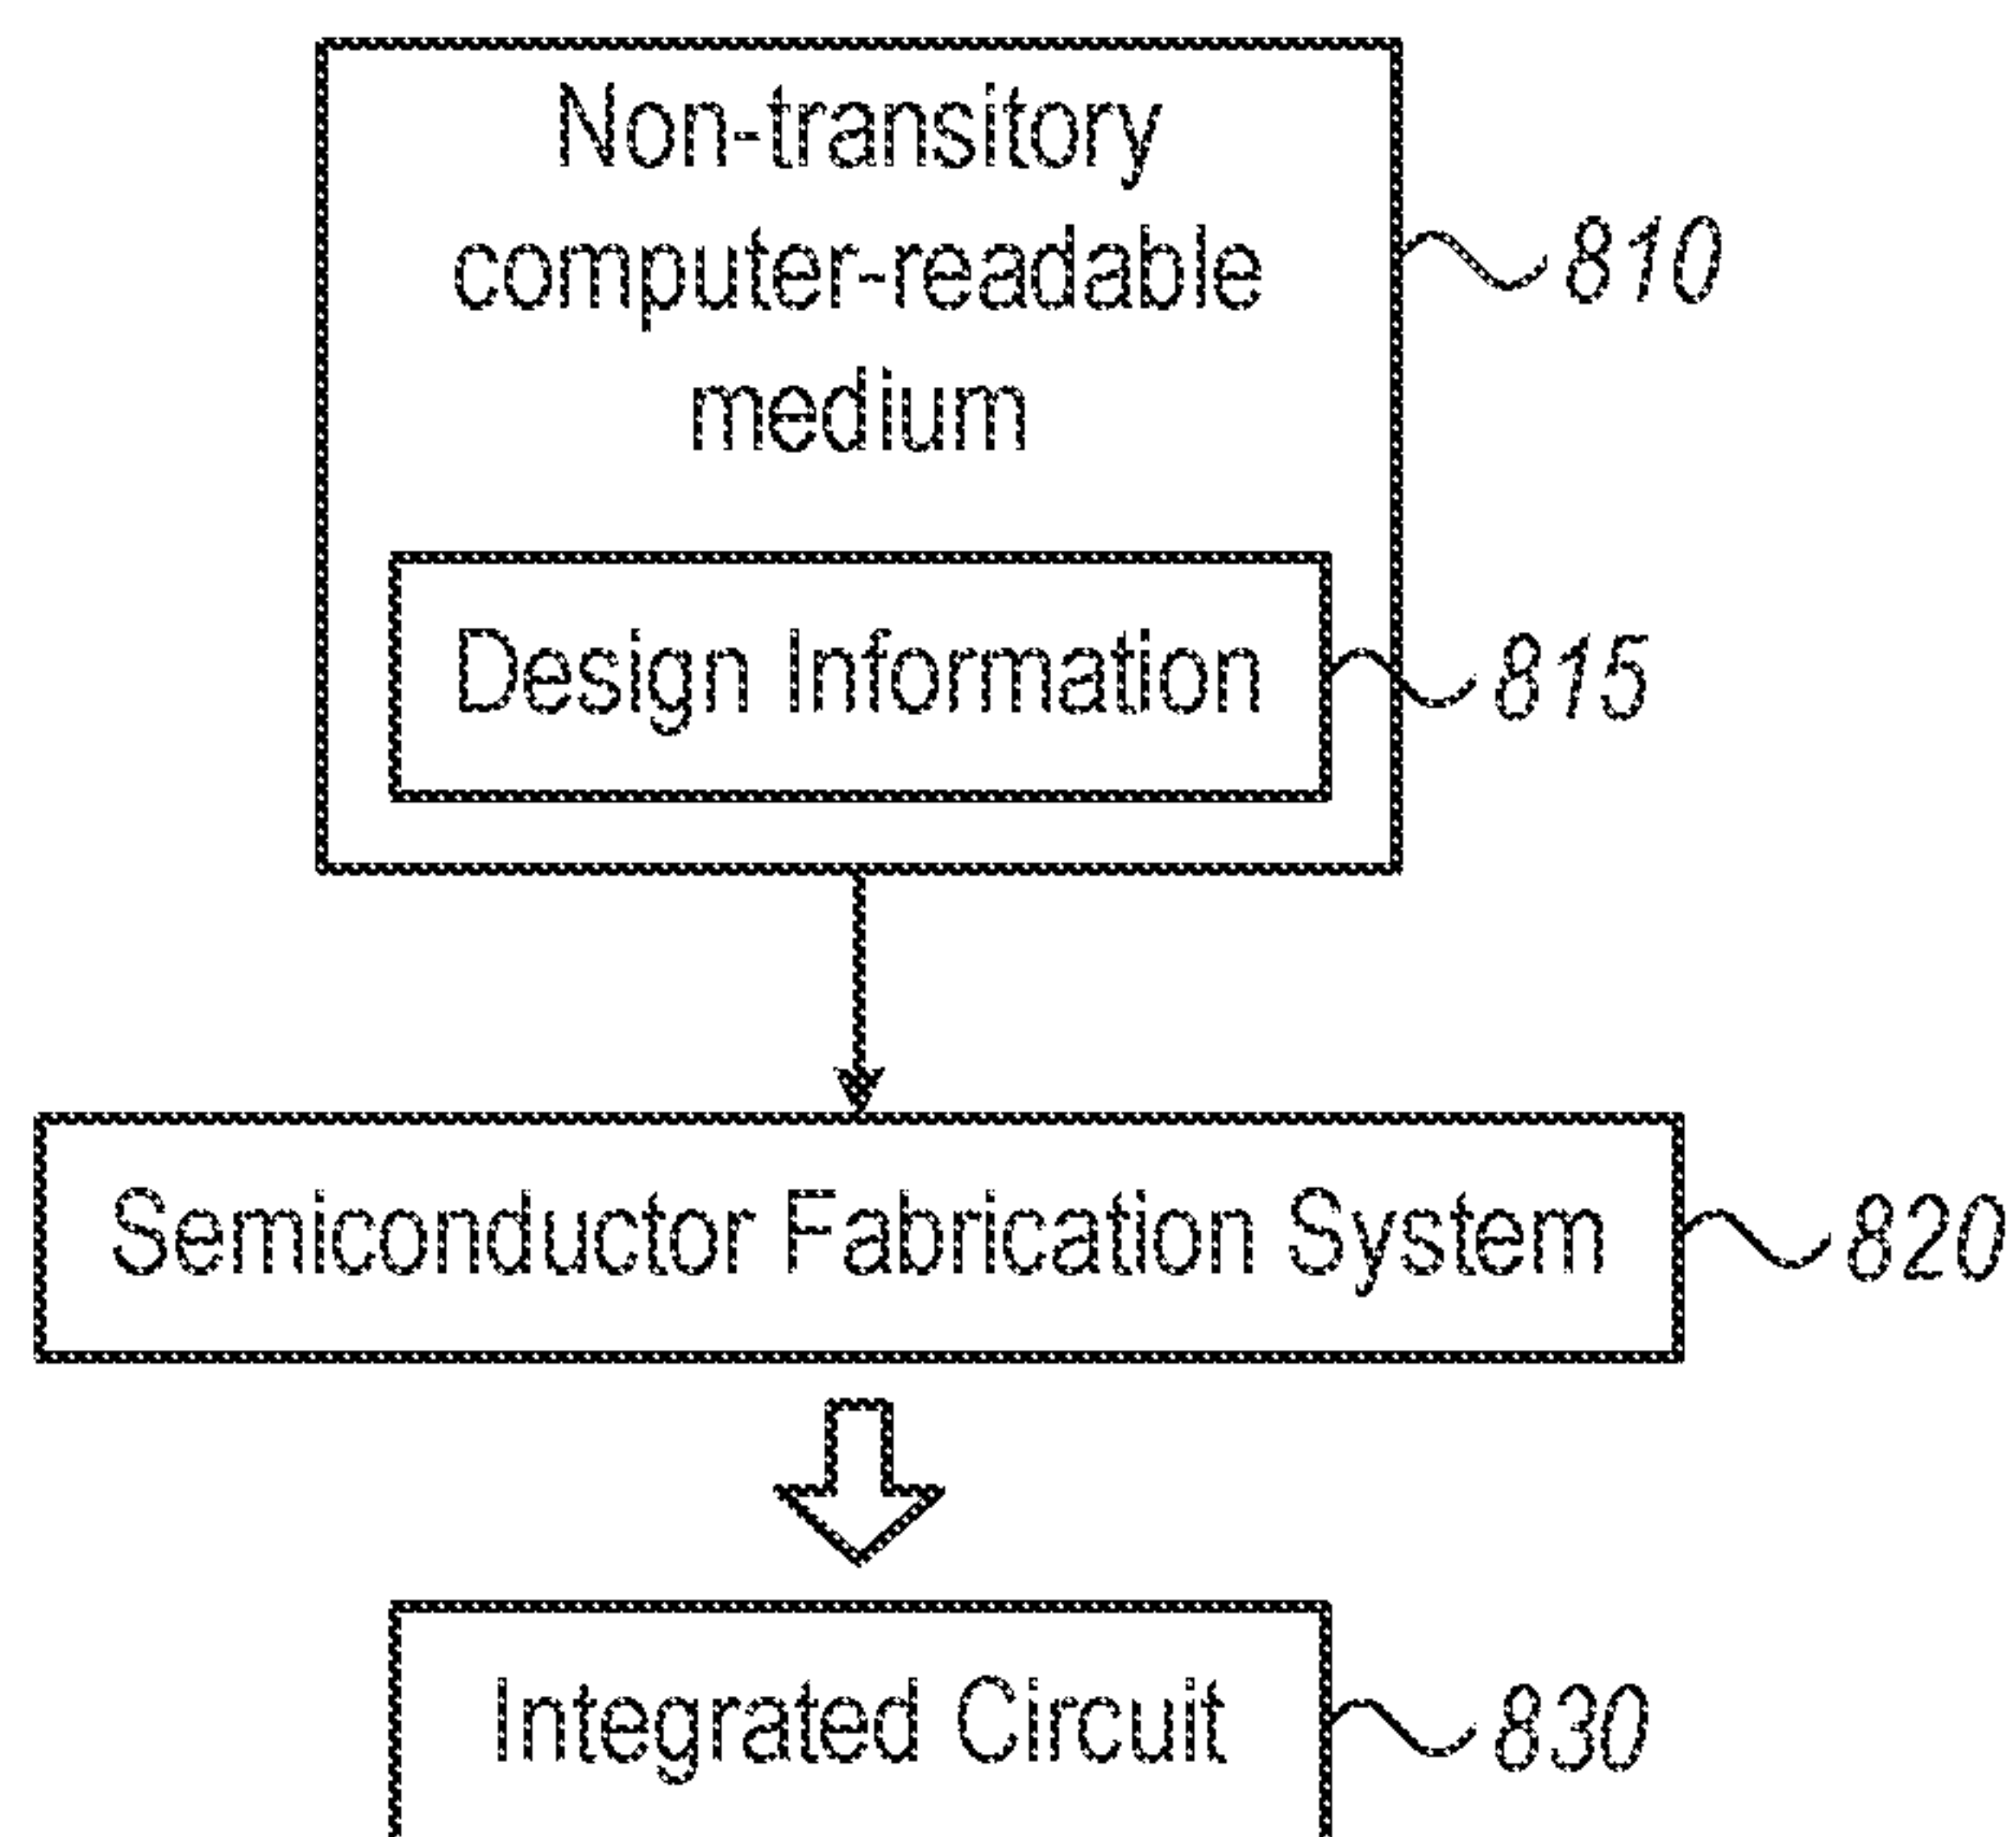 Non-transitory
computer-readable
medium
810
Design Information
815
Semiconductor Fabrication System
820
Integrated Circuit
830